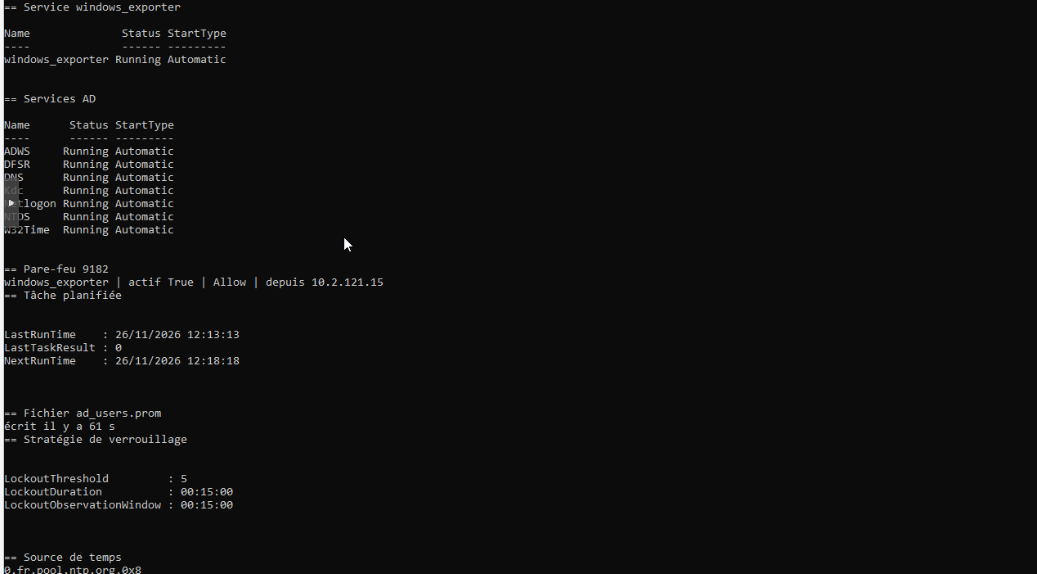 == Service windows_exporter
Name Status StartType
---- ------ ---------
windows_exporter Running Automatic
== Services AD
Name Status StartType
---- ------ ---------
ADWS Running Automatic
DFSR Running Automatic
DNS Running Automatic
Kdc Running Automatic
tlogon Running Automatic
NTDS Running Automatic
W32Time Running Automatic
== Pare-feu 9182
windows_exporter | actif True | Allow | depuis 10.2.121.15
== Tâche planifiée
LastRunTime : 26/11/2026 12:13:13
LastTaskResult : 0
NextRunTime : 26/11/2026 12:18:18
== Fichier ad_users.prom
écrit il y a 61 s
== Stratégie de verrouillage
LockoutThreshold : 5
LockoutDuration : 00:15:00
LockoutObservationWindow : 00:15:00
== Source de temps
0.fr.pool.ntp.org,0x8